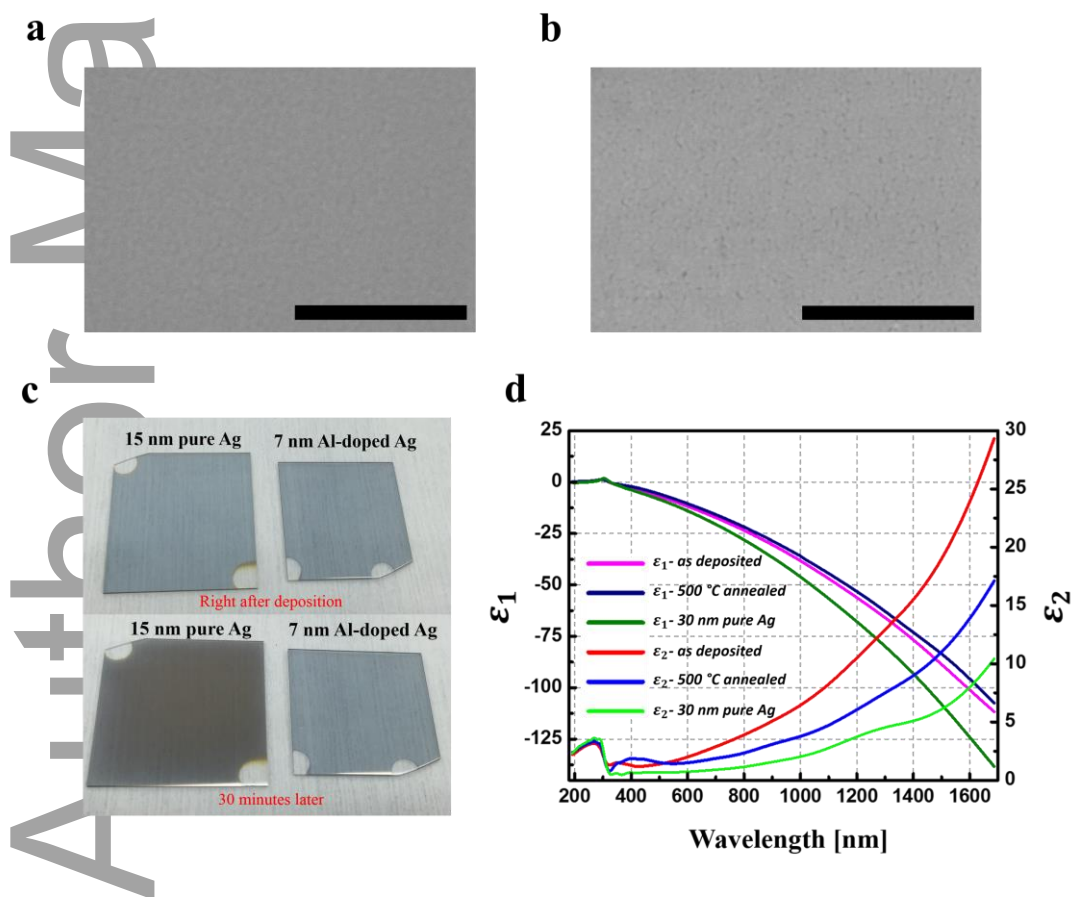 Author Ma
a
b
c
15 nm pure Ag
7 nm Al-doped Ag
Right after deposition
15 nm pure Ag
7 nm Al-doped Ag
30 minutes later
d
25
0
-25
-50
-75
-100
-125
ε₁
ε₁- as deposited
ε₁- 500 °C annealed
ε₁- 30 nm pure Ag
ε₂- as deposited
ε₂- 500 °C annealed
ε₂- 30 nm pure Ag
30
25
20
15
10
5
0
ε₂
200 400 600 800 1000 1200 1400 1600
Wavelength [nm]